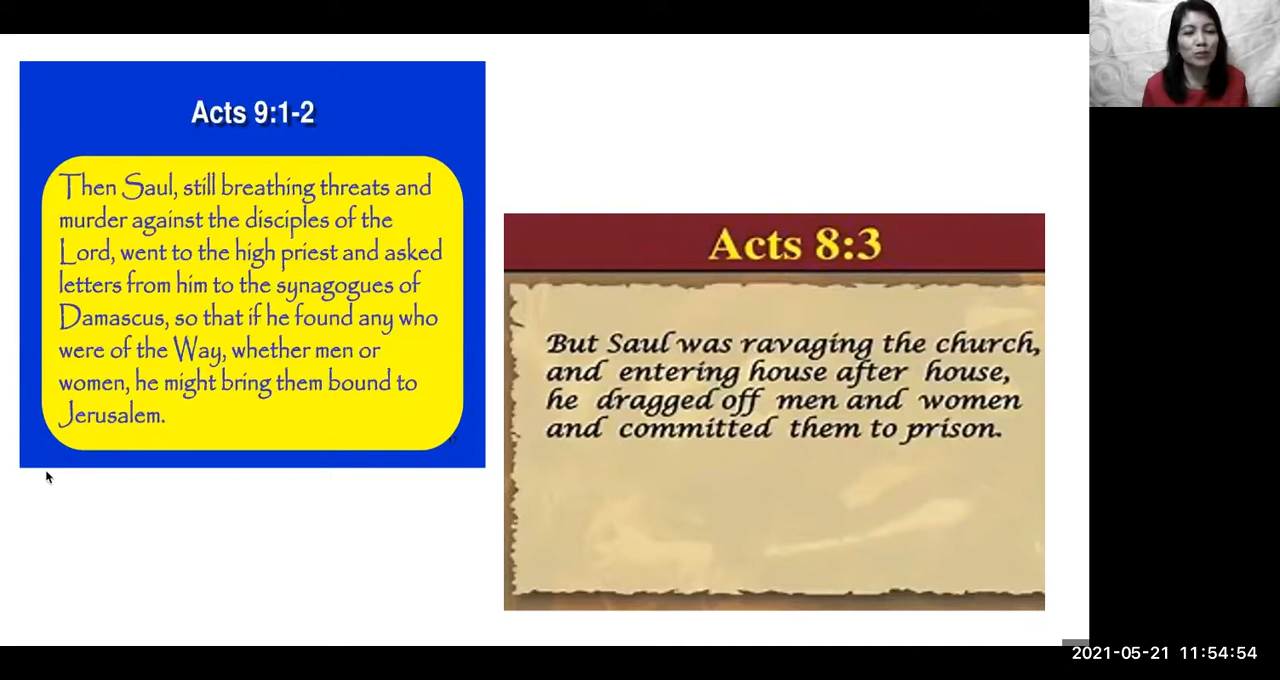 Acts 9:1-2
Then Saul, still breathing threats and
murder against the disciples of the
Lord, went to the high priest and asked
letters from him to the synagogues of
Damascus, so that if he found any who
were of the Way, whether men or
women, he might bring them bound to
Jerusalem.
Acts 8:3
But Saul was ravaging the church,
and entering house after house,
he dragged off men and women
and committed them to prison.
2021-05-21 11:54:54